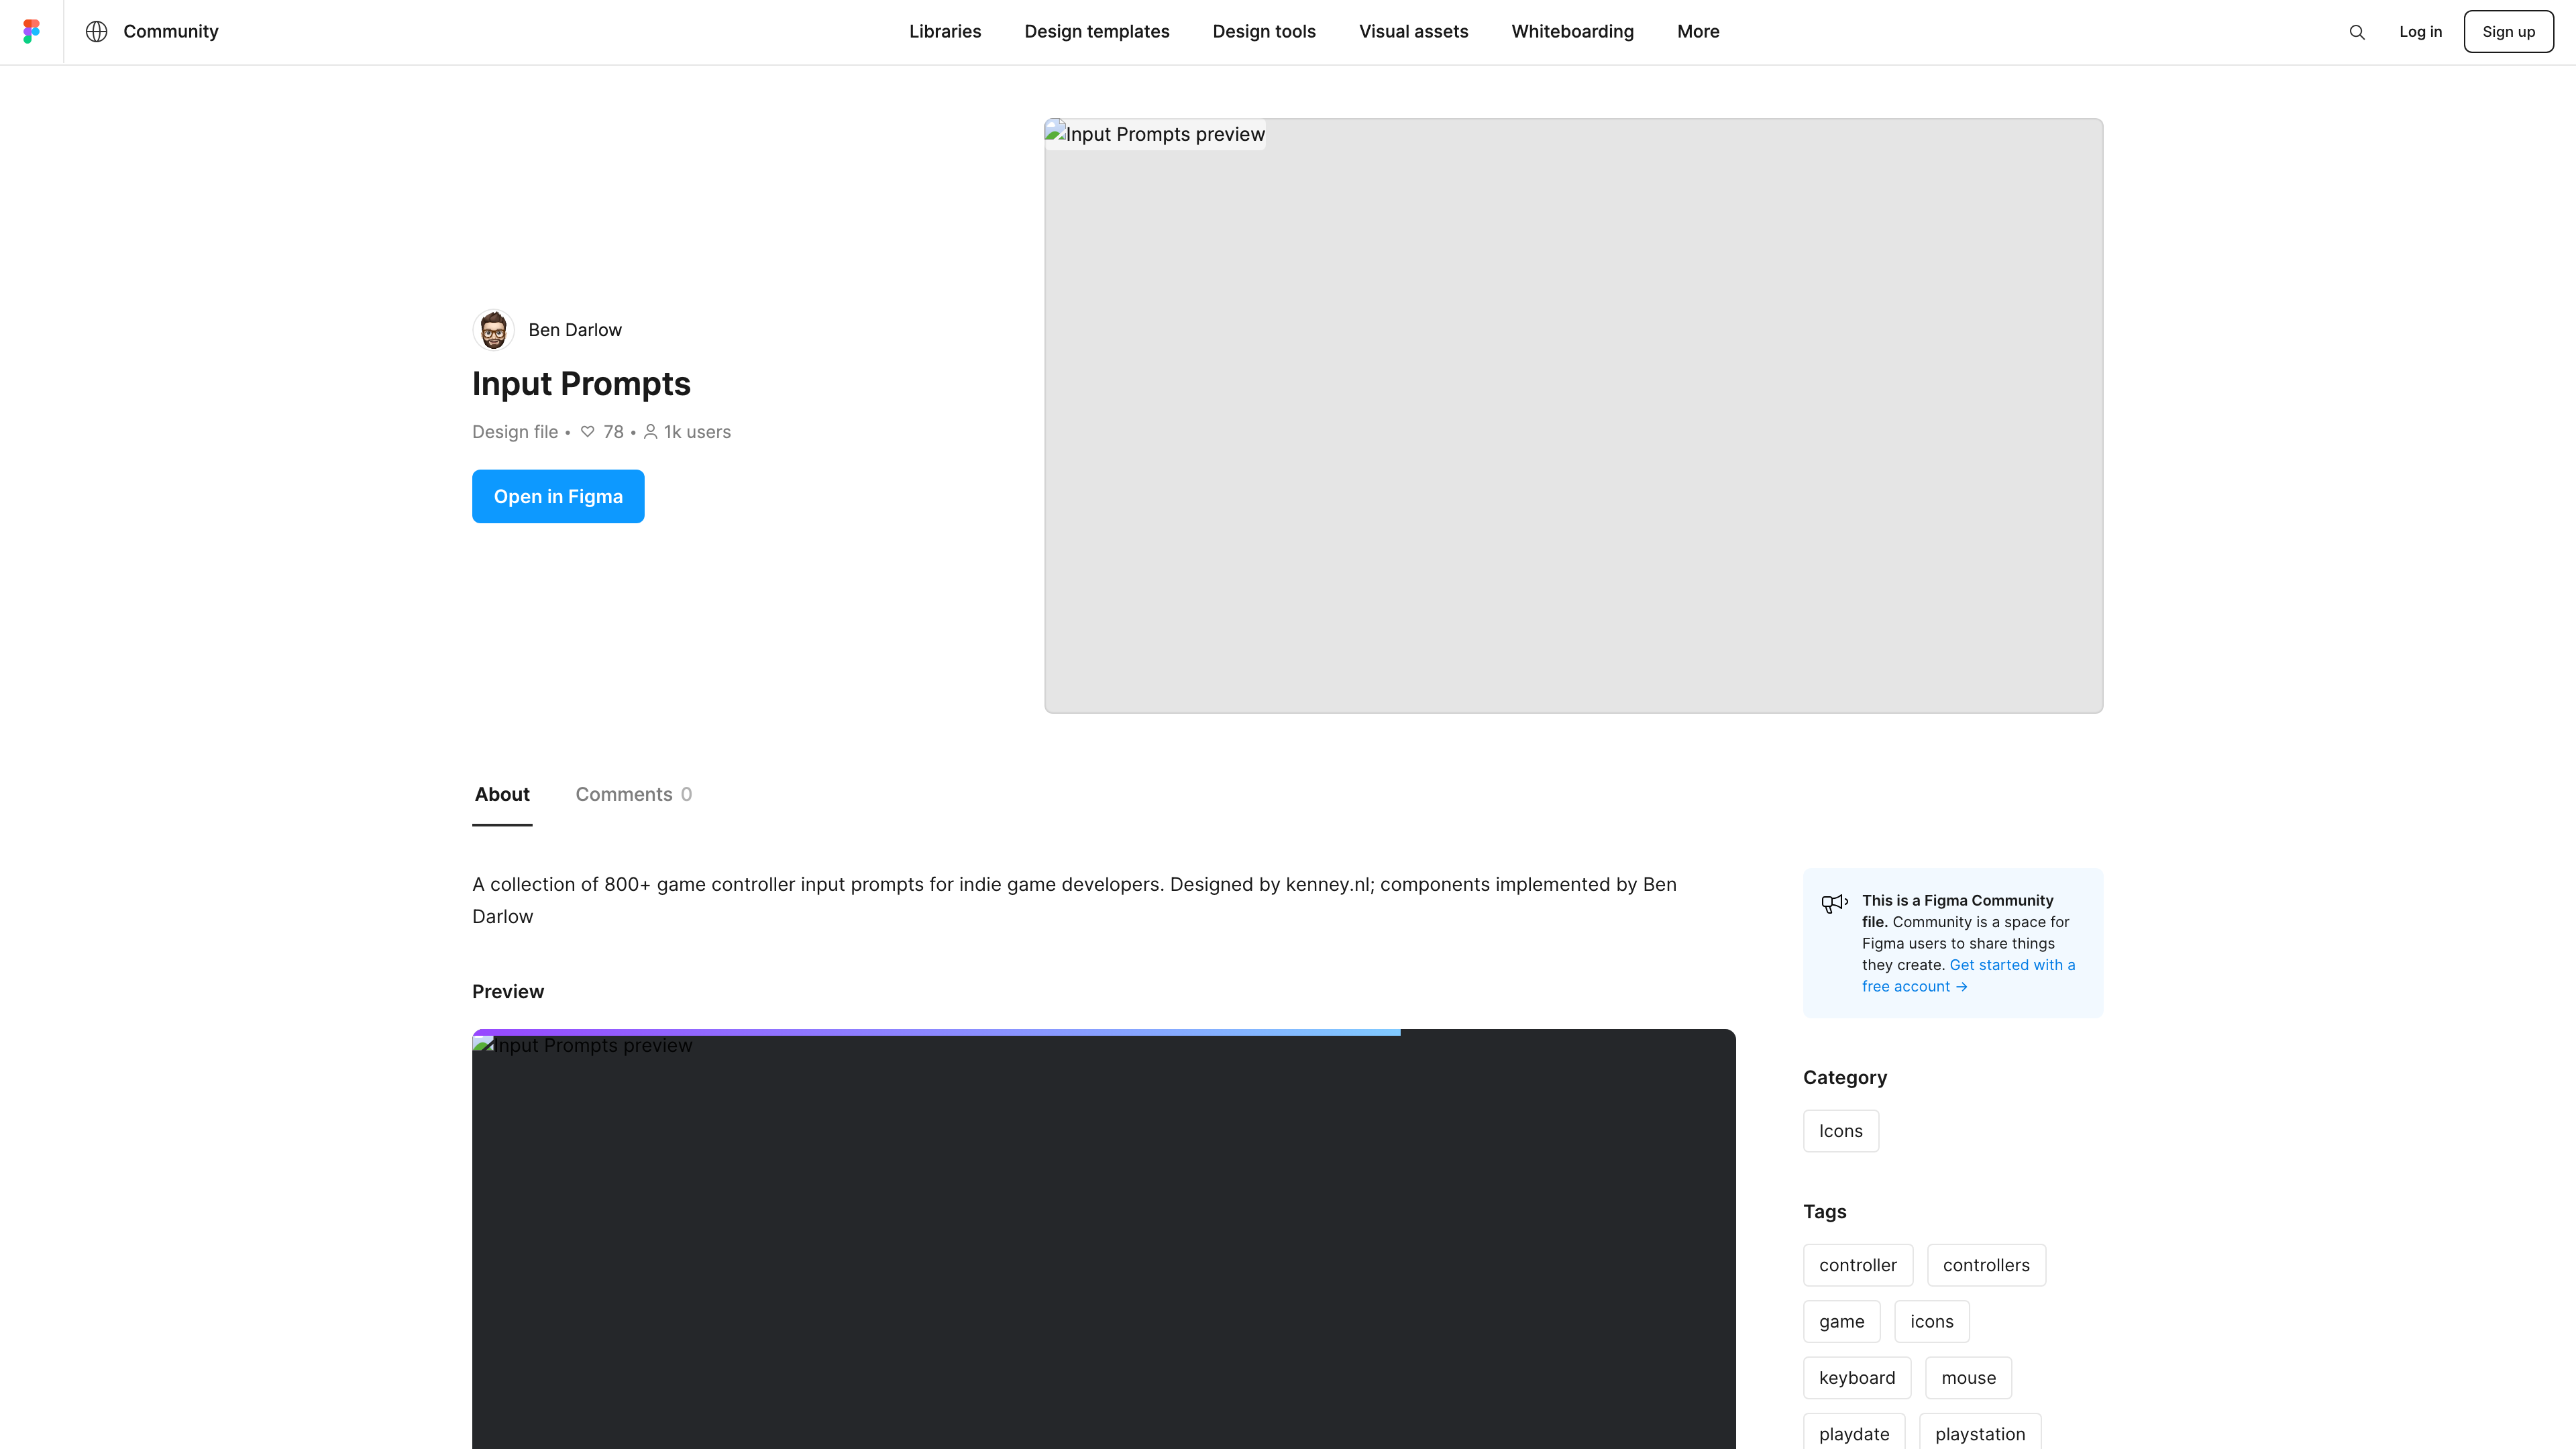 Community
Libraries
Design templates
Design tools
Visual assets
Whiteboarding
More
Log in
Sign up
Input Prompts preview
Ben Darlow
Input Prompts
Design file • 78 • 1k users
Open in Figma
About
Comments 0
A collection of 800+ game controller input prompts for indie game developers. Designed by kenney.nl; components implemented by Ben
Darlow
Preview
Input Prompts preview
This is a Figma Community
file. Community is a space for
Figma users to share things
they create. Get started with a
free account →
Category
Icons
Tags
controller
controllers
game
icons
keyboard
mouse
playdate
playstation